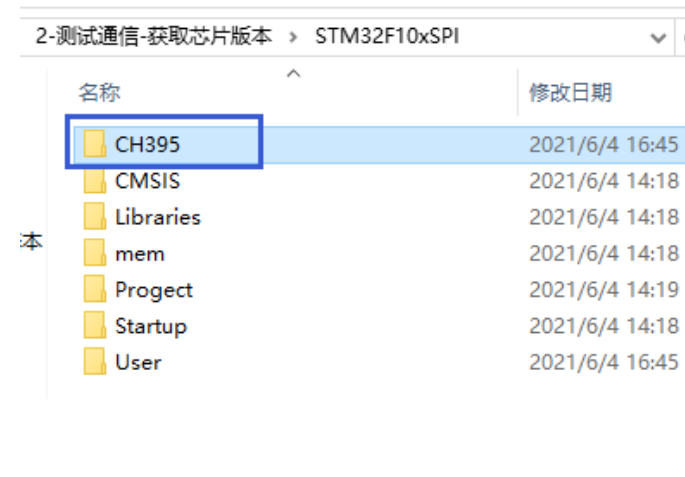 2-测试通信-获取芯片版本 › STM32F10xSPI
名称 修改日期
CH395 2021/6/4 16:45
CMSIS 2021/6/4 14:18
Libraries 2021/6/4 14:18
本
mem 2021/6/4 14:18
Progect 2021/6/4 14:19
Startup 2021/6/4 14:18
User 2021/6/4 16:45